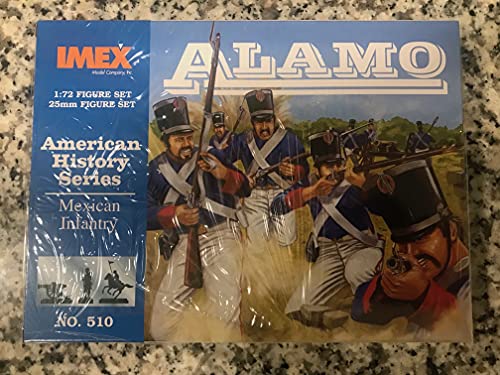 IMEX
Model Company, Inc.
ALAMO
1:72 FIGURE SET
25mm FIGURE SET
American
History
Series
Mexican
Infantry
NO. 510